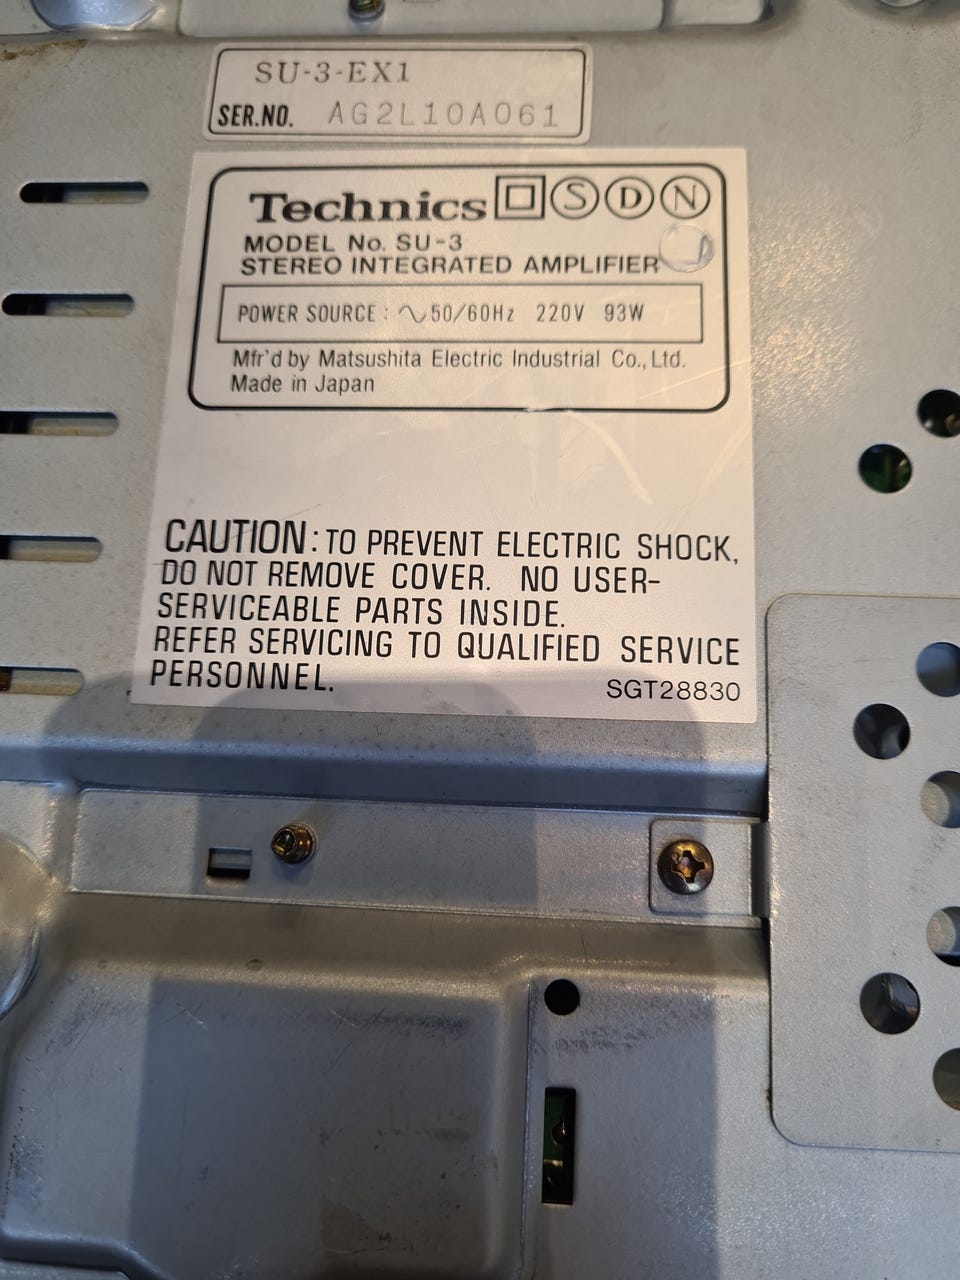 SU-3-EX1
SER.NO. AG2L10A061
Technics S D N
MODEL No. SU-3
STEREO INTEGRATED AMPLIFIER
POWER SOURCE : ∿50/60Hz 220V 93W
Mfr'd by Matsushita Electric Industrial Co., Ltd.
Made in Japan
CAUTION: TO PREVENT ELECTRIC SHOCK,
DO NOT REMOVE COVER. NO USER-
SERVICEABLE PARTS INSIDE.
REFER SERVICING TO QUALIFIED SERVICE
PERSONNEL.
SGT28830